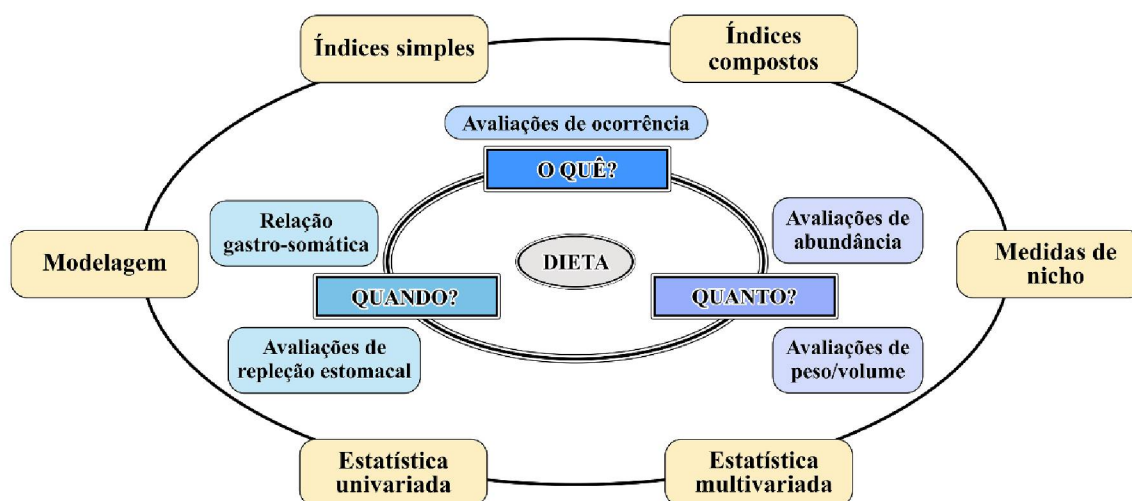 Índices simples
Índices
compostos
Avaliações de ocorrência
O QUÊ?
Relação
gastro-somática
Avaliações de
abundância
Modelagem
DIETA
Medidas de
nicho
QUANDO?
QUANTO?
Avaliações de
repleção estomacal
Avaliações de
peso/volume
Estatística
univariada
Estatística
multivariada